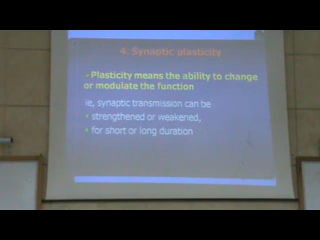 4. Synaptic plasticity
- Plasticity means the ability to change
or modulate the function
ie, synaptic transmission can be
• strengthened or weakened,
• for short or long duration